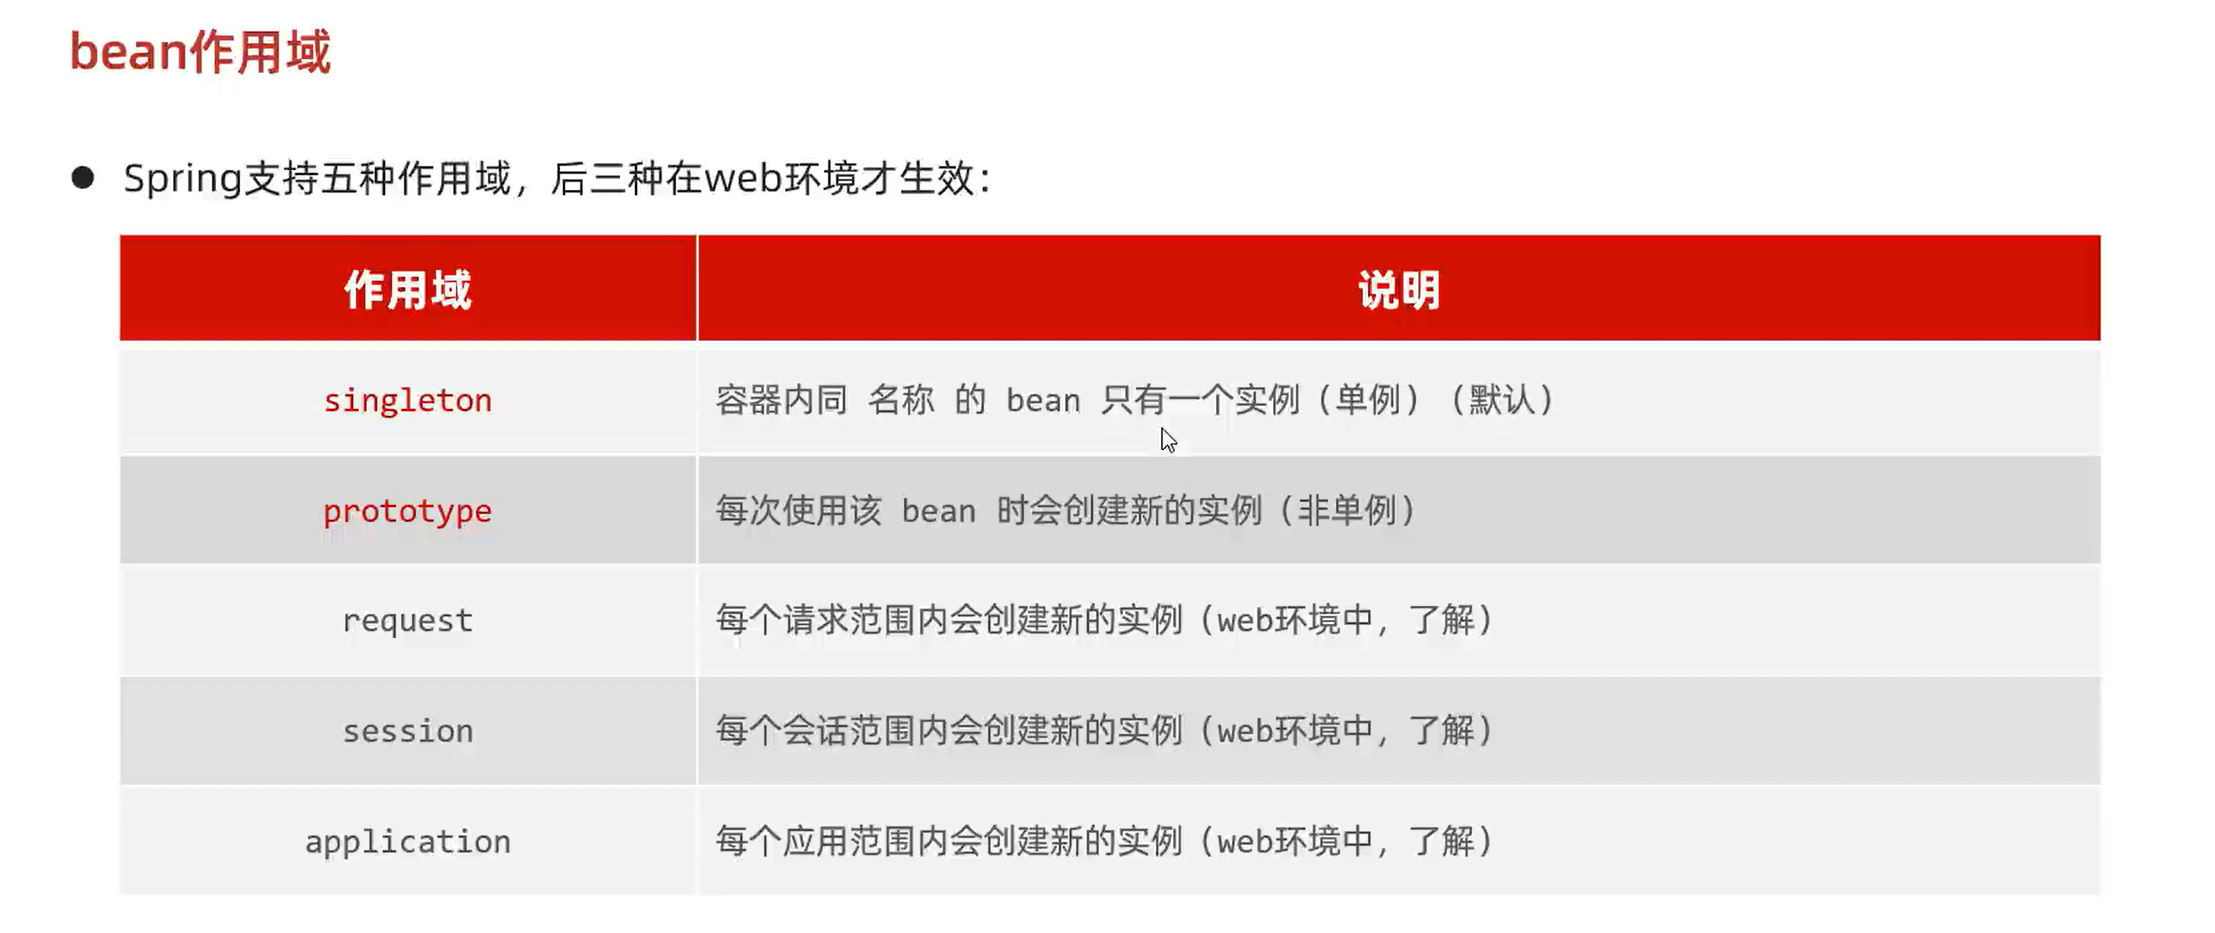 bean作用域
● Spring支持五种作用域，后三种在web环境才生效：
作用域 说明
singleton 容器内同 名称 的 bean 只有一个实例（单例）（默认）
prototype 每次使用该 bean 时会创建新的实例（非单例）
request 每个请求范围内会创建新的实例（web环境中，了解）
session 每个会话范围内会创建新的实例（web环境中，了解）
application 每个应用范围内会创建新的实例（web环境中，了解）